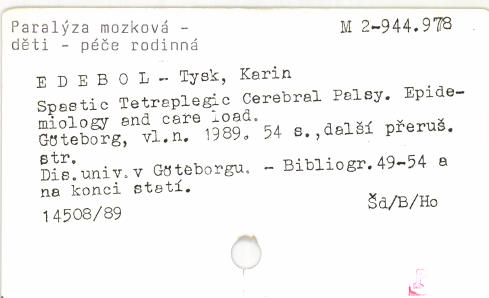 Paralýza mozková -
děti - péče rodinná
M 2-944.978
E D E B O L - Tysk, Karin
Spastic Tetraplegic Cerebral Palsy. Epide-
miology and care load.
Göteborg, vl.n. 1989. 54 s.,další přeruš.
str.
Dis.univ.v Göteborgu. - Bibliogr.49-54 a
na konci statí.
14508/89
Šd/B/Ho